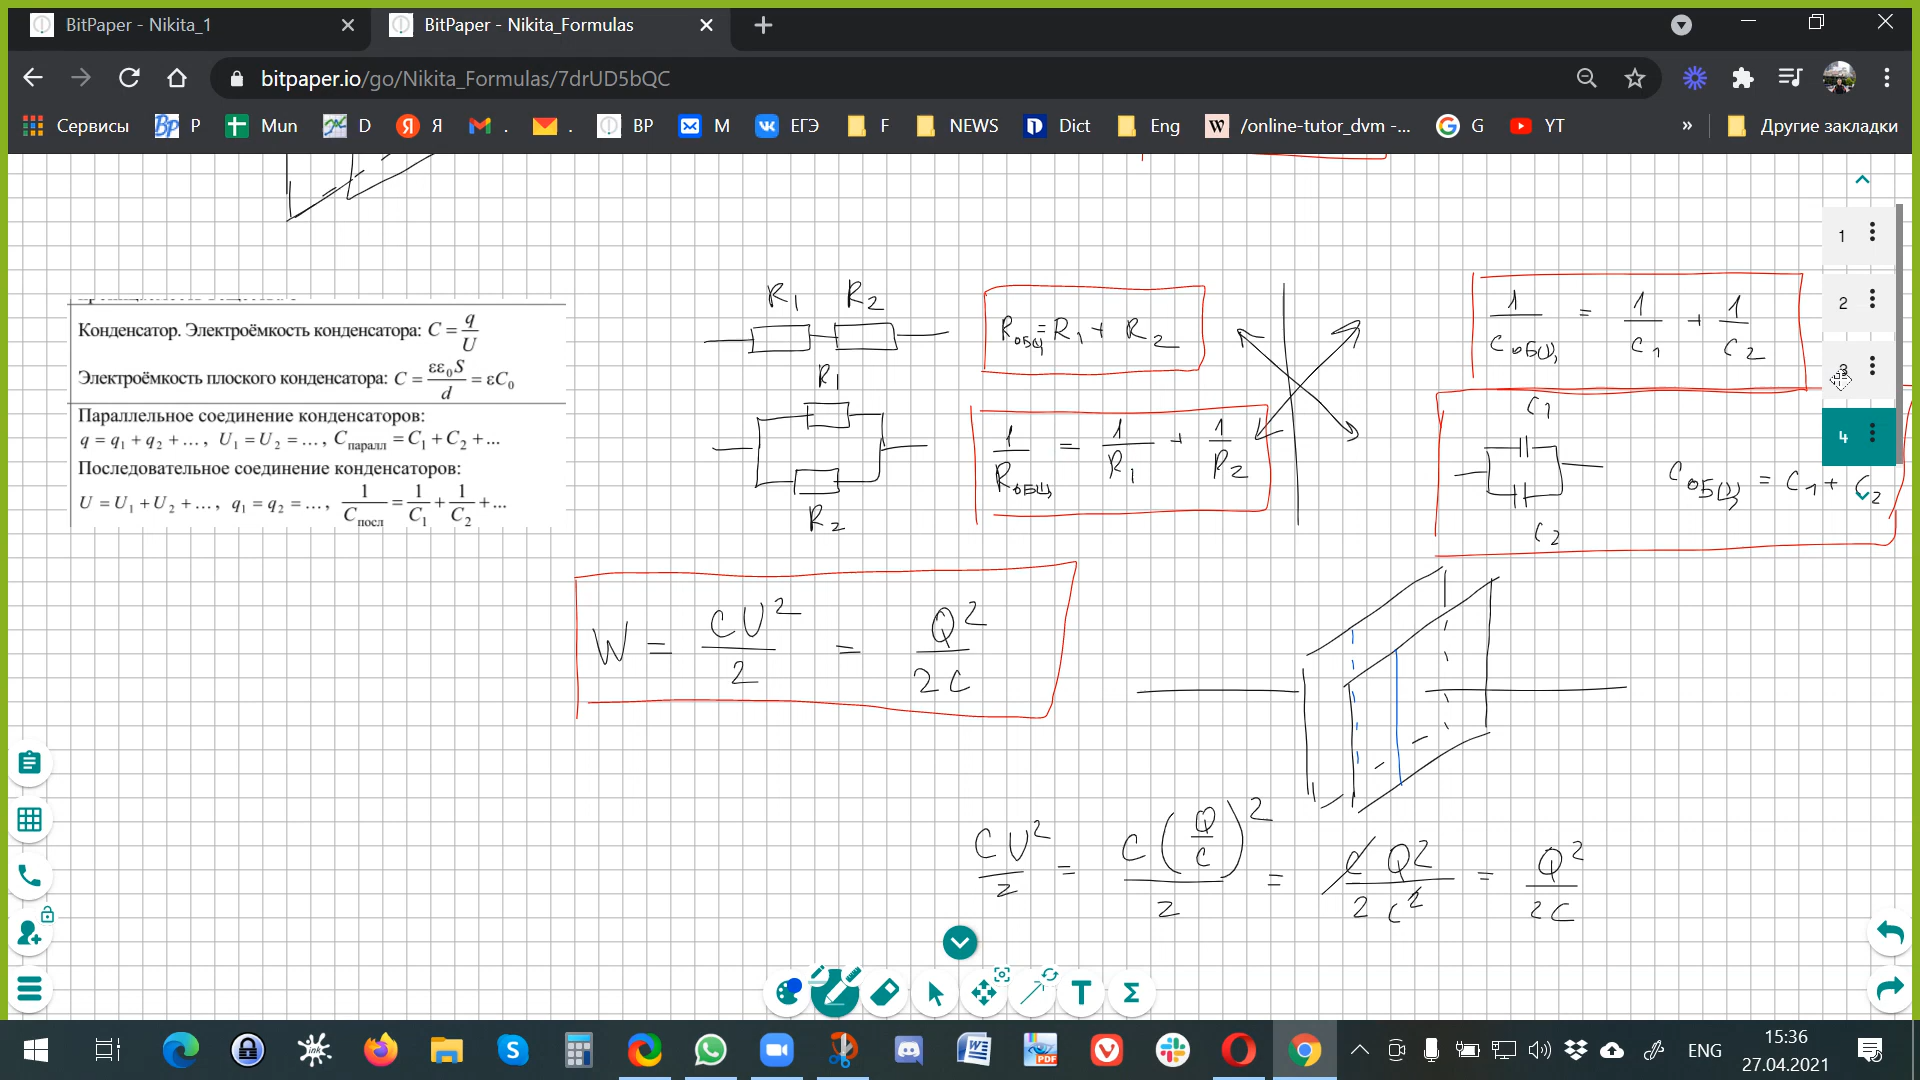 BitPaper - Nikita_1
BitPaper - Nikita_Formulas
bitpaper.io/go/Nikita_Formulas/7drUD5bQC
Сервисы P Mun D Я . . BP M ЕГЭ F NEWS Dict Eng /online-tutor_dvm -... G YT » Другие закладки
Конденсатор. Электроёмкость конденсатора: C = q/U
Электроёмкость плоского конденсатора: C = εε₀S/d = εC₀
Параллельное соединение конденсаторов:
q = q₁ + q₂ + ..., U₁ = U₂ = ..., Cпаралл = C₁ + C₂ + ...
Последовательное соединение конденсаторов:
U = U₁ + U₂ + ..., q₁ = q₂ = ..., 1/Cпосл = 1/C₁ + 1/C₂ + ...
R₁ R₂
Rобщ = R₁ + R₂
R₁
R₂
1/Rобщ = 1/R₁ + 1/R₂
1/Cобщ = 1/C₁ + 1/C₂
C₁
C₂
Cобщ = C₁ + C₂
W = CU²/2 = Q²/2C
CU²/2 = C(Q/C)²/2 = CQ²/2C² = Q²/2C
1
2
3
4
T Σ
ENG
15:36
27.04.2021